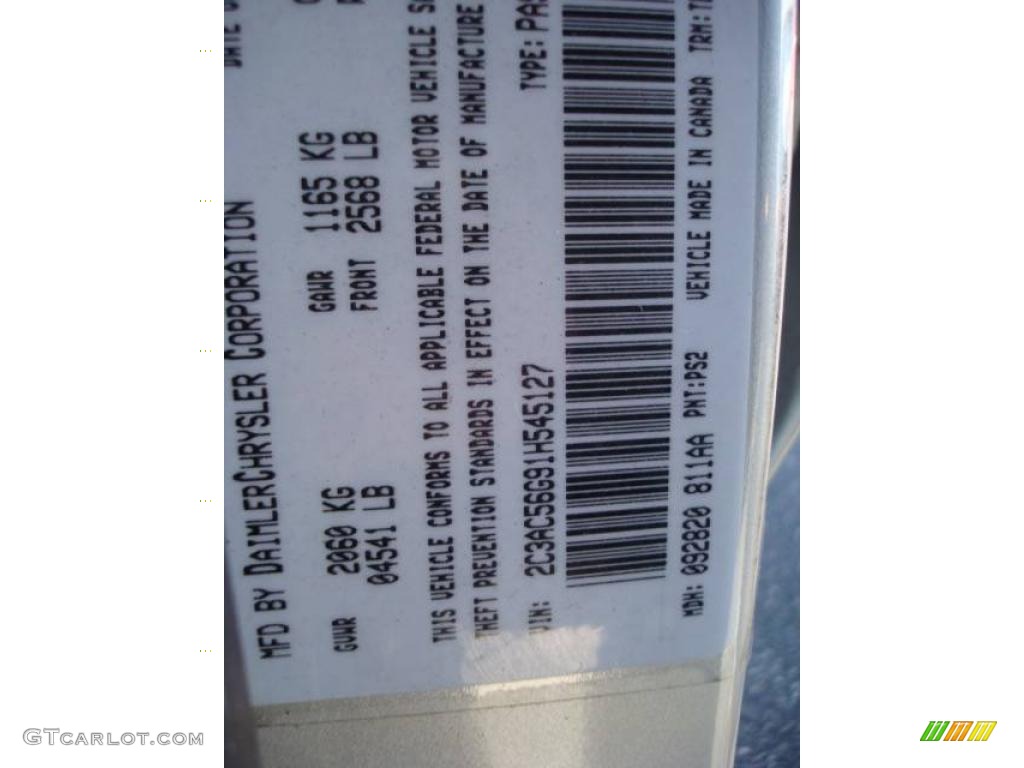 MFD BY DAIMLERCHRYSLER CORPORATION
GVWR 2060 KG
04541 LB
GAWR 1165 KG
FRONT 2568 LB
THIS VEHICLE CONFORMS TO ALL APPLICABLE FEDERAL MOTOR VEHICLE
THEFT PREVENTION STANDARDS IN EFFECT ON THE DATE OF MANUFACTURE
VIN: 2C3AC56G91H545127 TYPE: PAS
MDH: 092820 811AA PNT:PS2 VEHICLE MADE IN CANADA TRM:
GTCARLOT.COM